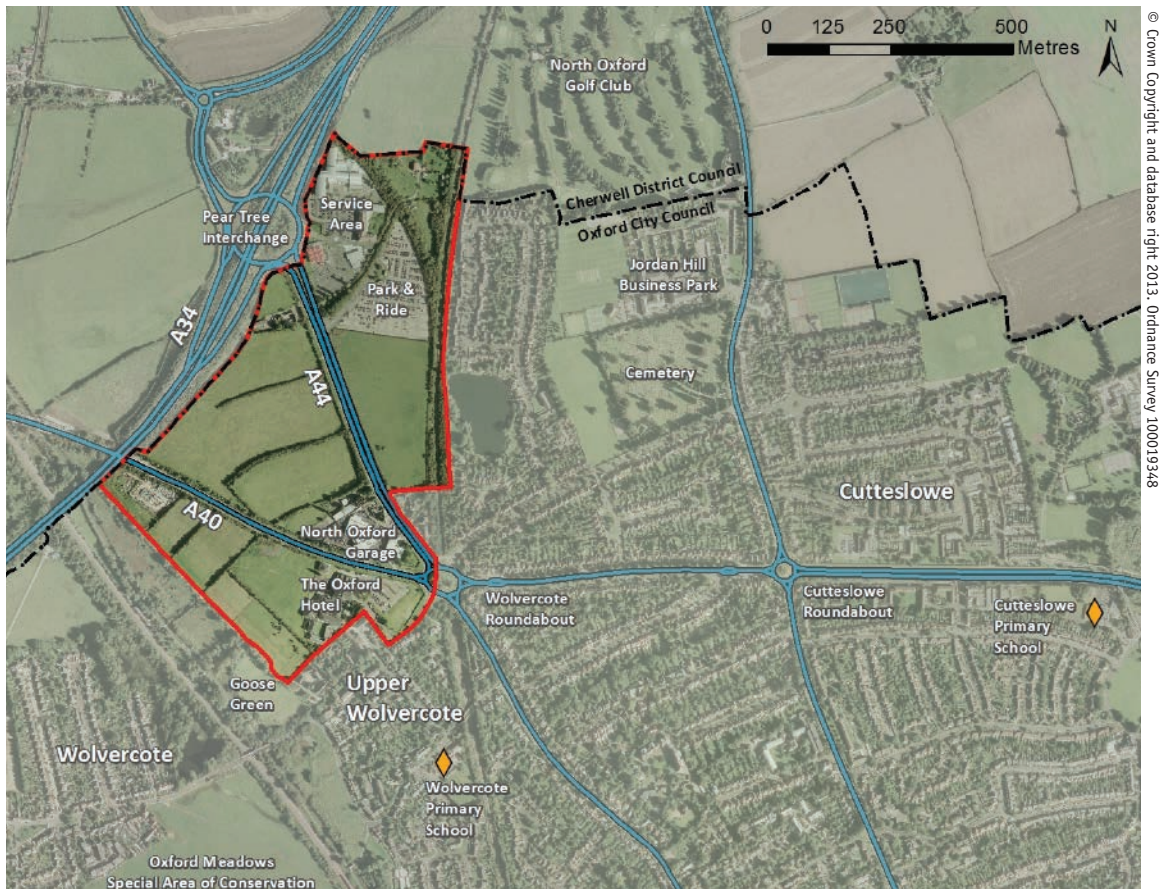 0 125 250 500
Metres
N
North Oxford
Golf Club
Cherwell District Council
Oxford City Council
Service
Area
Pear Tree
Interchange
Park &
Ride
Jordan Hill
Business Park
A34
A44
Cemetery
Cutteslowe
A40
North Oxford
Garage
The Oxford
Hotel
Wolvercote
Roundabout
Cutteslowe
Roundabout
Cutteslowe
Primary
School
Goose
Green
Upper
Wolvercote
Wolvercote
Wolvercote
Primary
School
Oxford Meadows
Special Area of Conservation
© Crown Copyright and database right 2013. Ordnance Survey 100019348